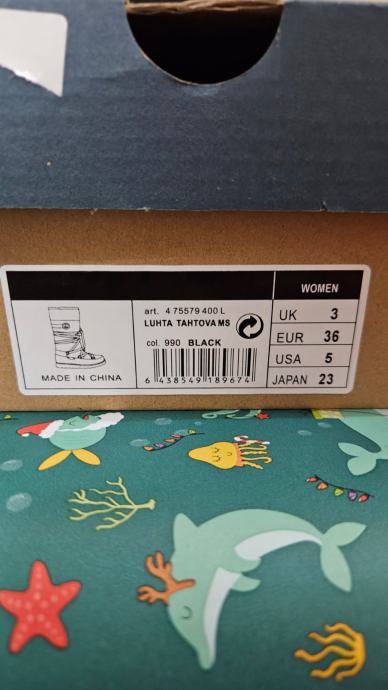 WOMEN
art. 4 75579 400 L
LUHTA TAHTOVA MS
col. 990 BLACK
6 438549 189674
MADE IN CHINA
UK 3
EUR 36
USA 5
JAPAN 23